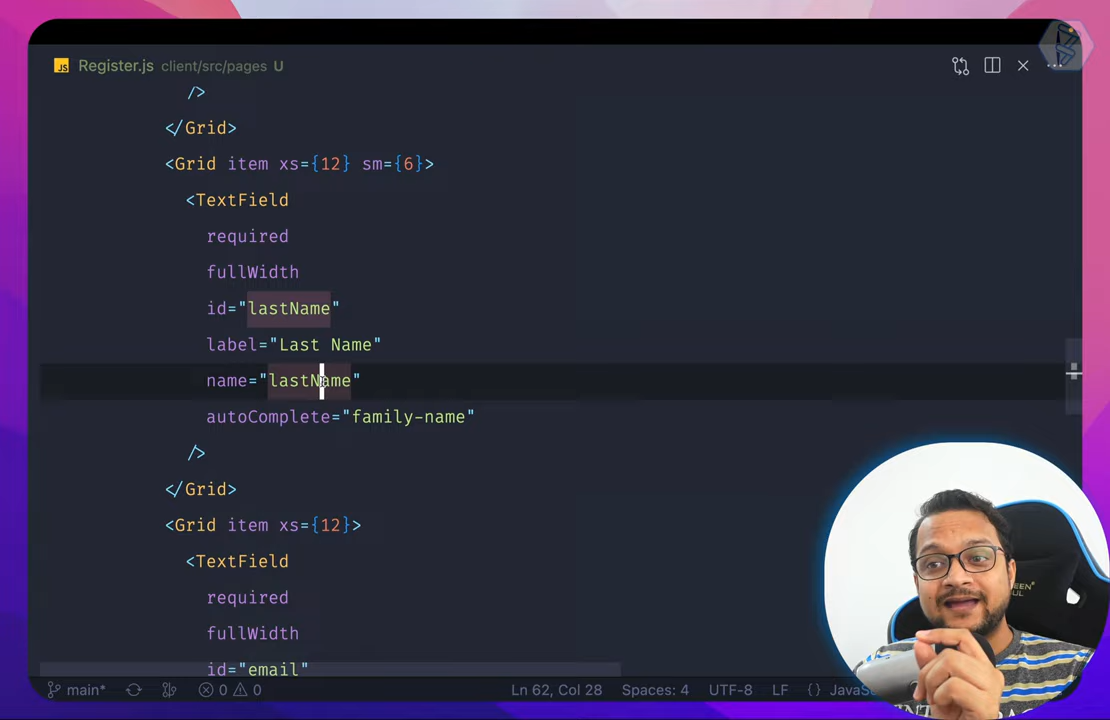 Register.js client/src/pages U
/>
</Grid>
<Grid item xs={12} sm={6}>
<TextField
required
fullWidth
id="lastName"
label="Last Name"
name="lastName"
autoComplete="family-name"
/>
</Grid>
<Grid item xs={12}>
<TextField
required
fullWidth
id="email"
main* 0 0 Ln 62, Col 28 Spaces: 4 UTF-8 LF {}